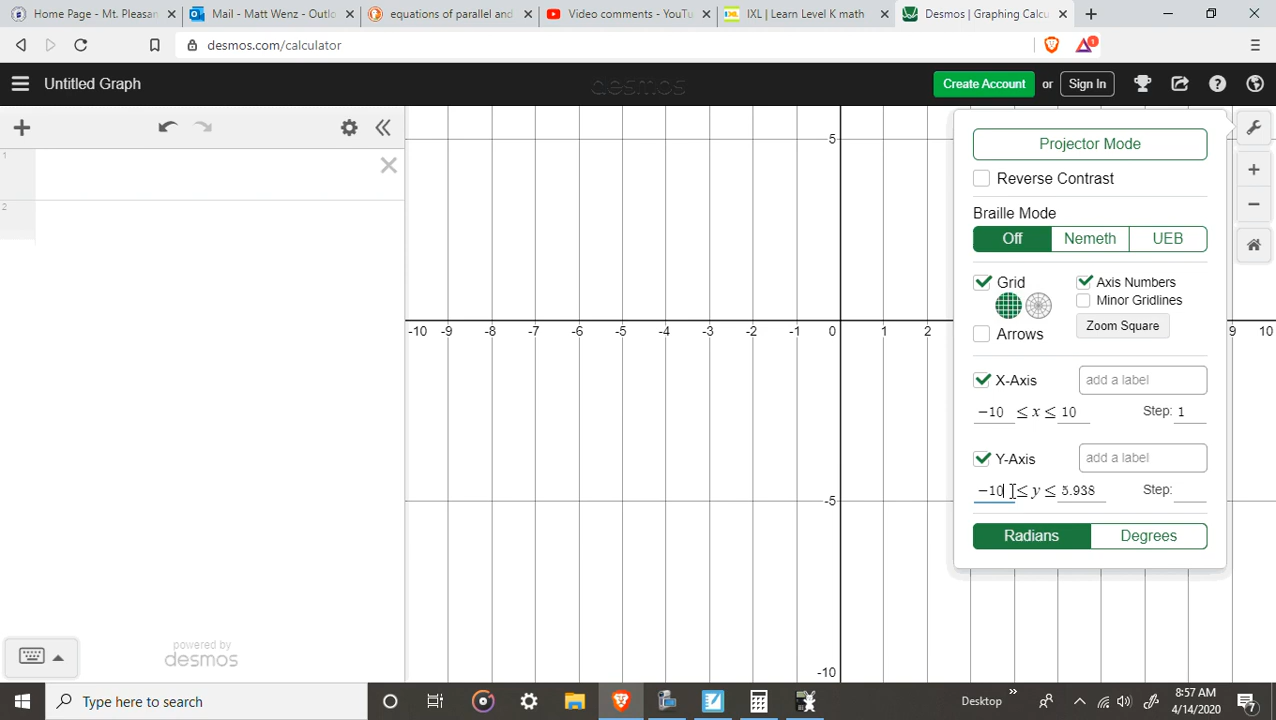 Home Page - Mt. Pleasan
Mail - Matt Ware - Outlo
equations of parallel and
Video comments - YouTu
IXL | Learn Level K math
Desmos | Graphing Calcu
desmos.com/calculator
1
Untitled Graph
desmos
Create Account or Sign In
1
2
Projector Mode
Reverse Contrast
Braille Mode
Off Nemeth UEB
Grid
Axis Numbers
Minor Gridlines
Zoom Square
Arrows
X-Axis add a label
−10 ≤ x ≤ 10 Step: 1
Y-Axis add a label
−10 ≤ y ≤ 5.938 Step:
Radians Degrees
5
-10 -9 -8 -7 -6 -5 -4 -3 -2 -1 0 1 2 9 10
-5
-10
powered by
desmos
Type here to search
Desktop
8:57 AM
4/14/2020
7